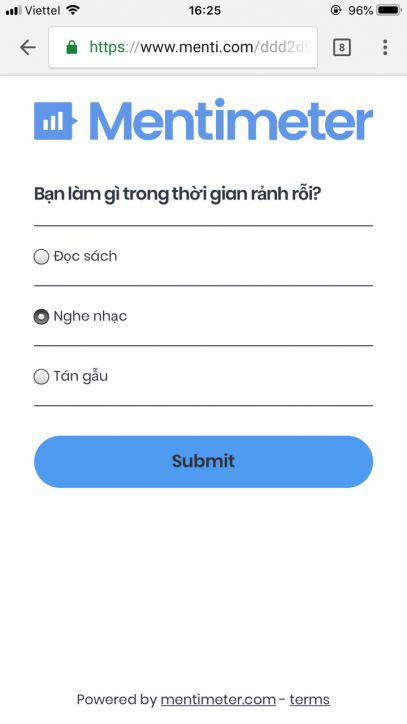 Viettel 16:25 96%
https://www.menti.com/ddd2d9 8
Mentimeter
Bạn làm gì trong thời gian rảnh rỗi?
Đọc sách
Nghe nhạc
Tán gẫu
Submit
Powered by mentimeter.com - terms